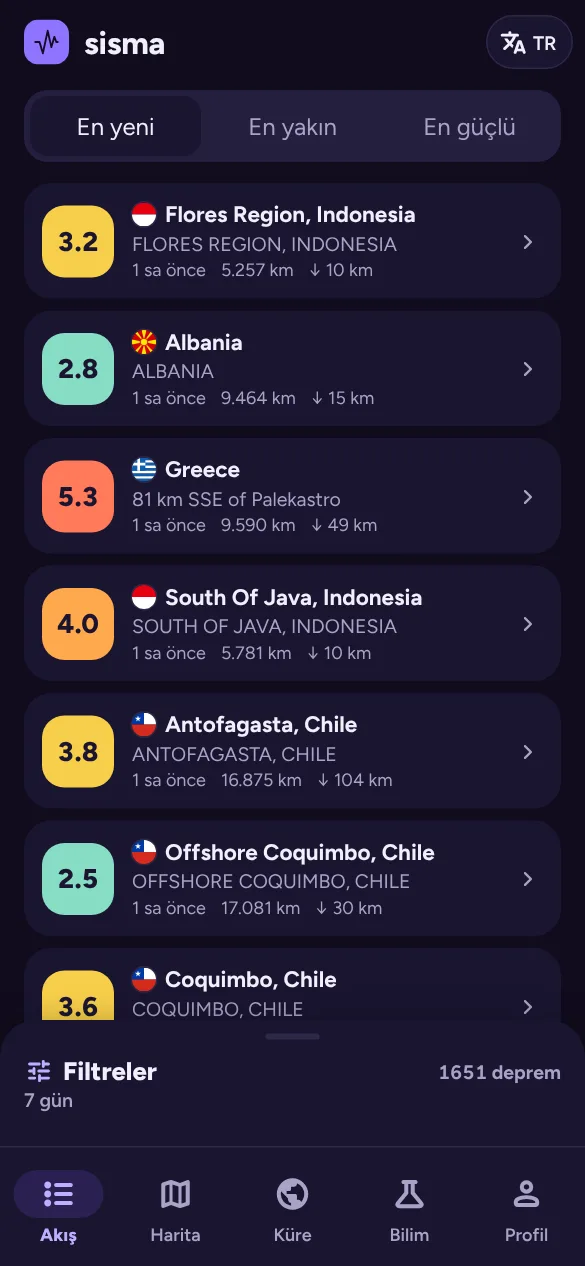 sisma
TR
En yeni
En yakın
En güçlü
3.2
Flores Region, Indonesia
FLORES REGION, INDONESIA
1 sa önce 5.257 km ↓ 10 km
2.8
Albania
ALBANIA
1 sa önce 9.464 km ↓ 15 km
5.3
Greece
81 km SSE of Palekastro
1 sa önce 9.590 km ↓ 49 km
4.0
South Of Java, Indonesia
SOUTH OF JAVA, INDONESIA
1 sa önce 5.781 km ↓ 10 km
3.8
Antofagasta, Chile
ANTOFAGASTA, CHILE
1 sa önce 16.875 km ↓ 104 km
2.5
Offshore Coquimbo, Chile
OFFSHORE COQUIMBO, CHILE
1 sa önce 17.081 km ↓ 30 km
3.6
Coquimbo, Chile
COQUIMBO, CHILE
Filtreler
1651 deprem
7 gün
Akış
Harita
Küre
Bilim
Profil